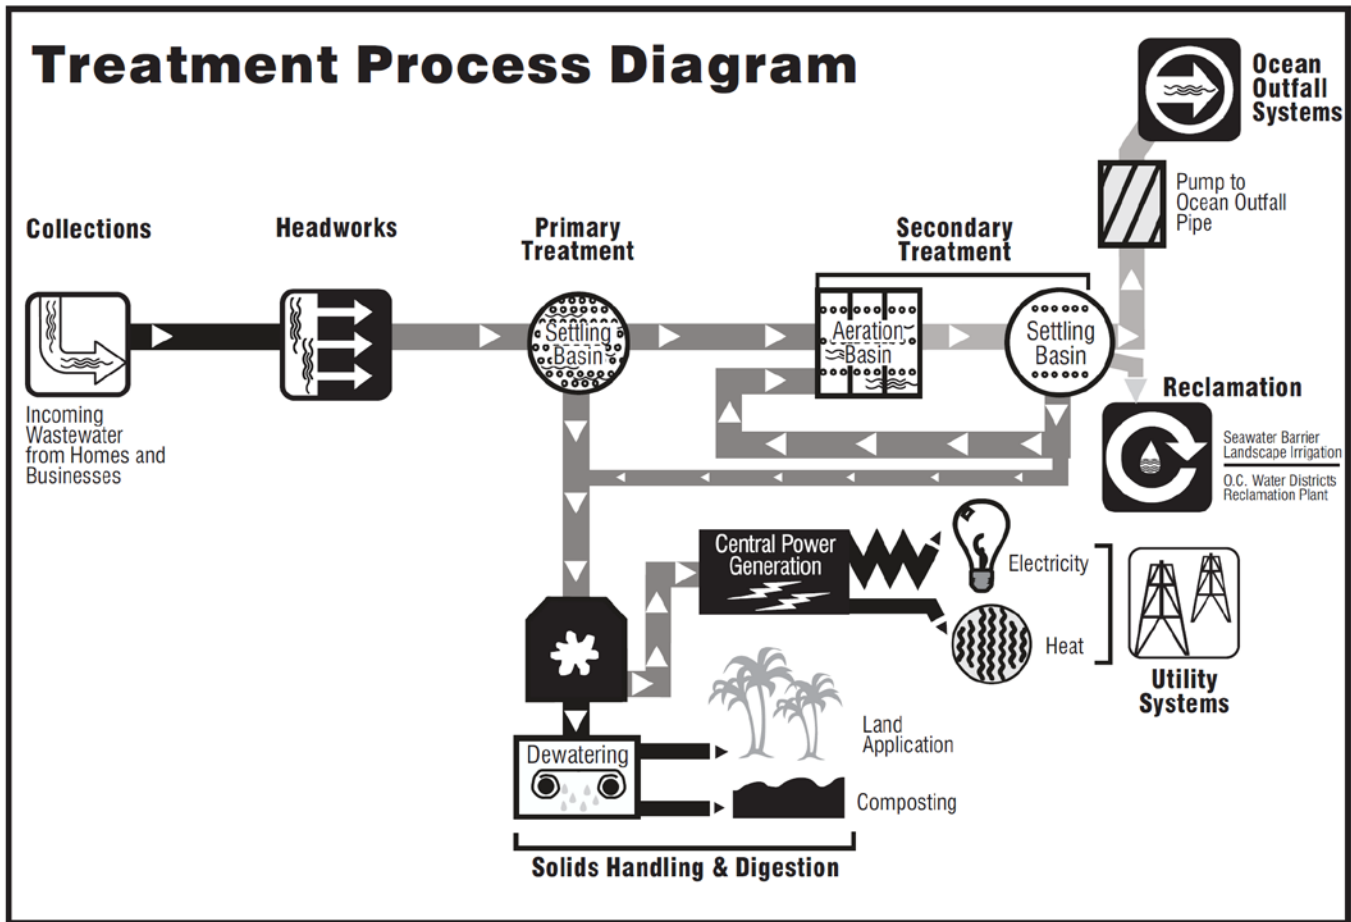 Treatment Process Diagram
Ocean
Outfall
Systems
Pump to
Ocean Outfall
Pipe
Collections
Headworks
Primary
Treatment
Secondary
Treatment
Settling
Basin
Aeration
Basin
Settling
Basin
Incoming
Wastewater
from Homes and
Businesses
Reclamation
Seawater Barrier
Landscape Irrigation
O.C. Water Districts
Reclamation Plant
Central Power
Generation
Electricity
Heat
Utility
Systems
Dewatering
Land
Application
Composting
Solids Handling & Digestion